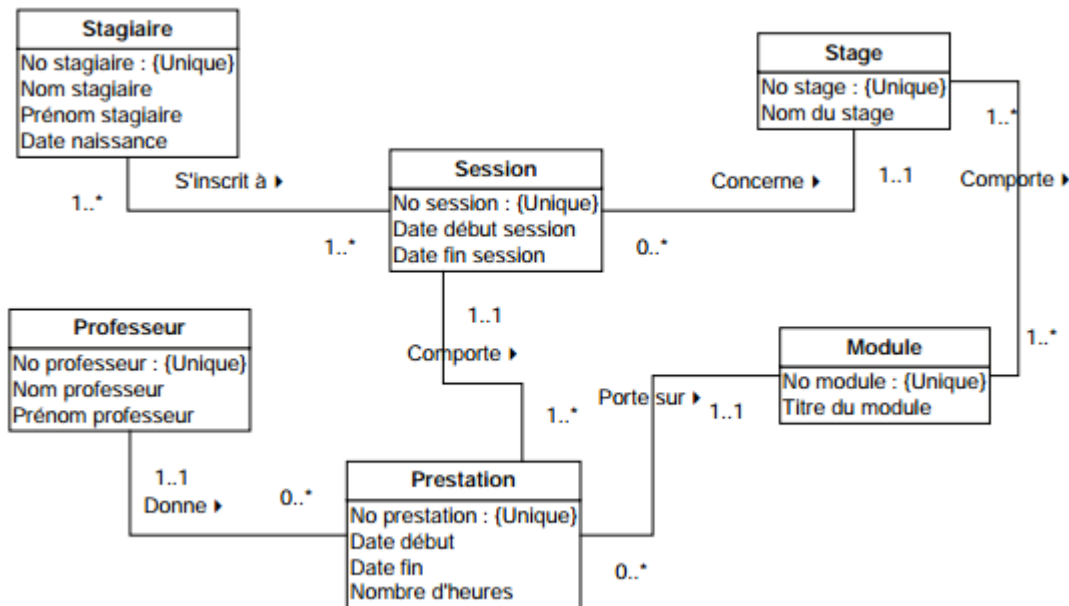 Stagiaire
No stagiaire : {Unique}
Nom stagiaire
Prénom stagiaire
Date naissance
Stage
No stage : {Unique}
Nom du stage
1..*
S'inscrit à
1..*
1..*
Session
No session : {Unique}
Date début session
Date fin session
Concerne
1..1
0..*
Comporte
1..*
Professeur
No professeur : {Unique}
Nom professeur
Prénom professeur
1..1
Comporte
1..*
Module
No module : {Unique}
Titre du module
Porte sur
1..1
1..1
Donne
0..*
Prestation
No prestation : {Unique}
Date début
Date fin
Nombre d'heures
0..*